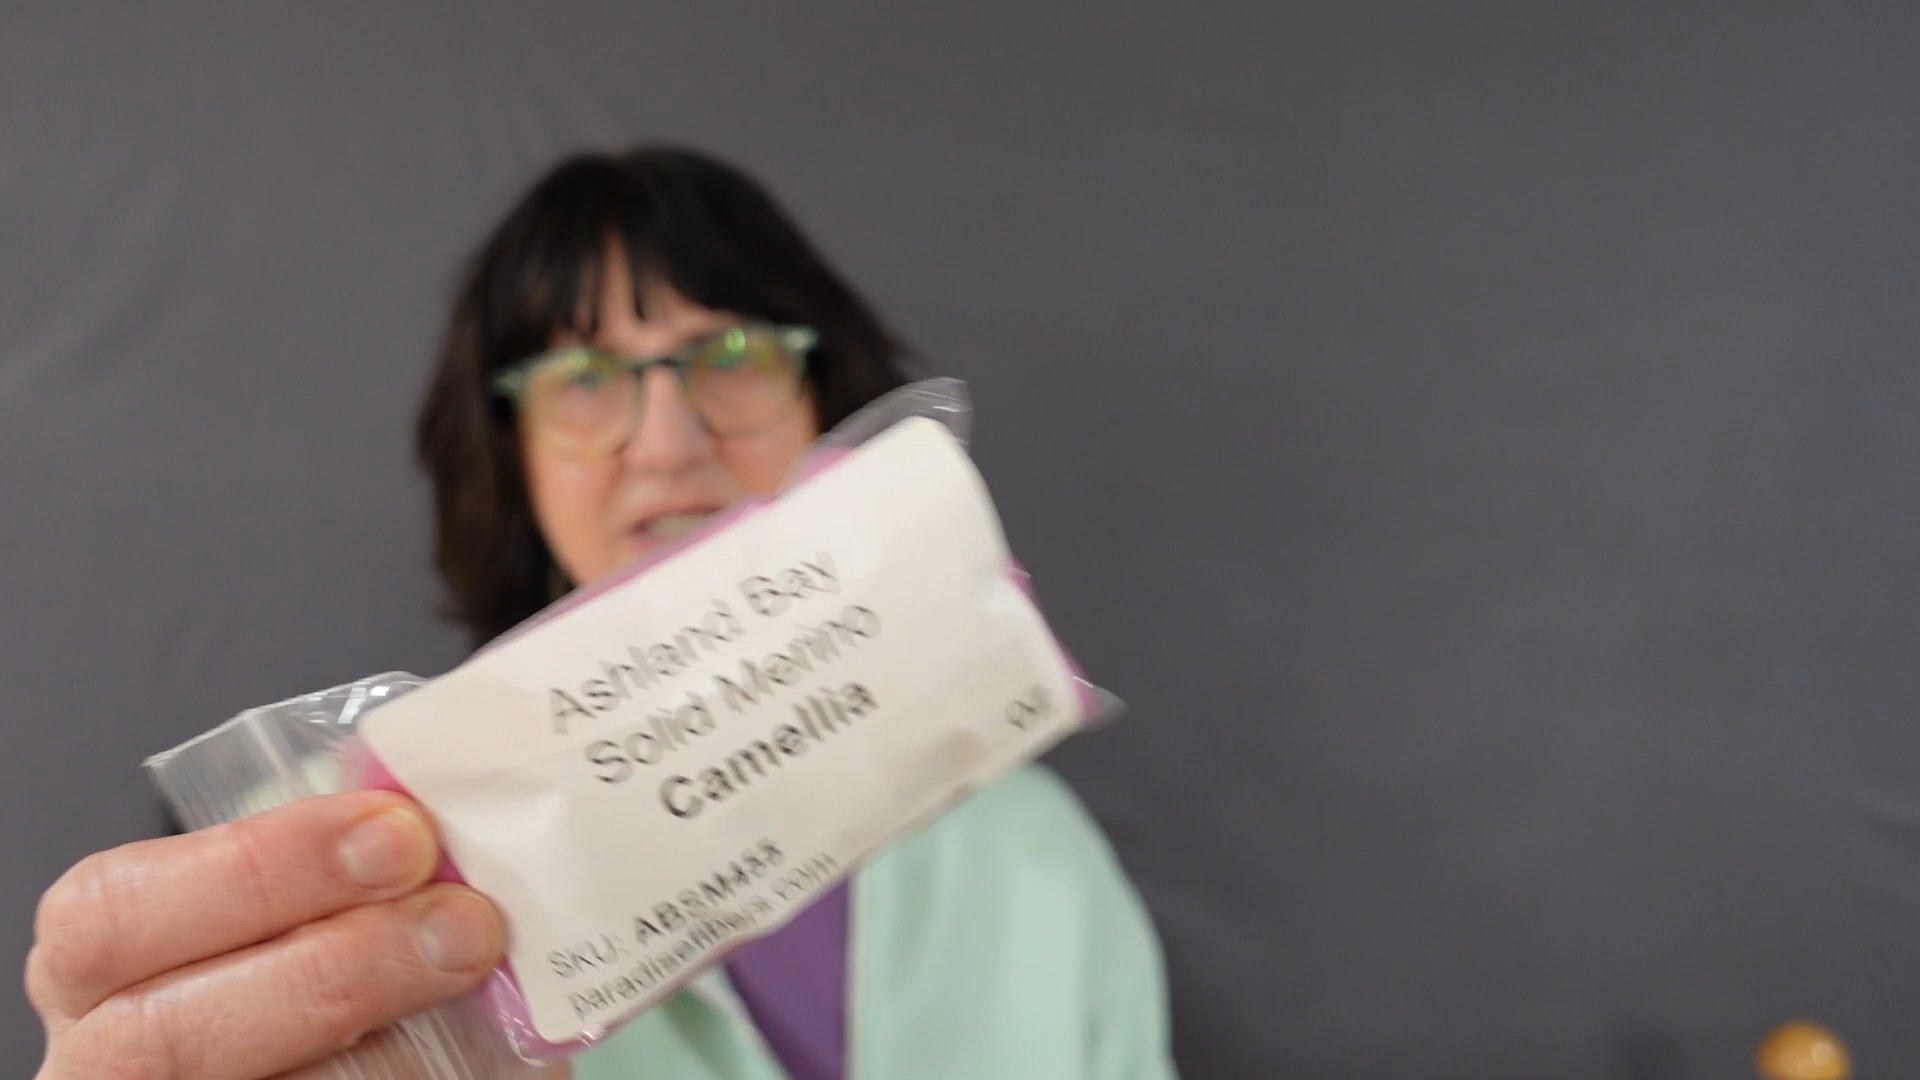 Ashland Bay
Solid Merino
Camellia
SKU: ABSM488
paradisefibers.com